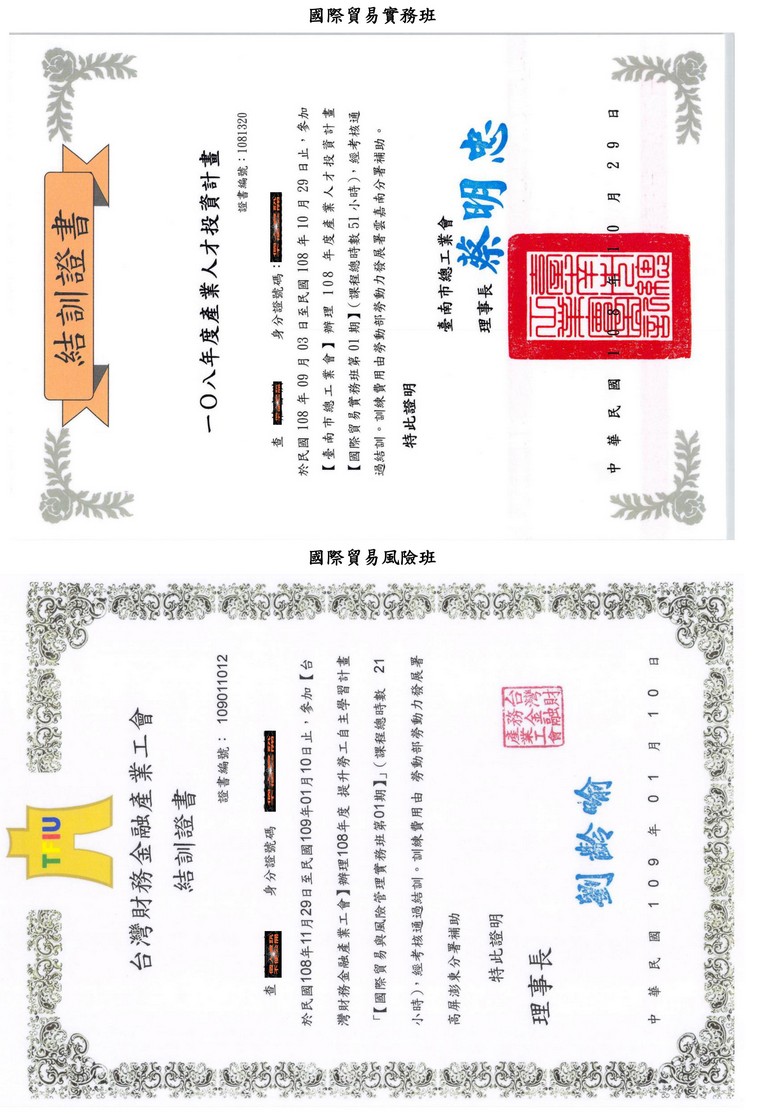 國際貿易實務班
結訓證書
一〇八年度產業人才投資計畫
證書編號：1081320
查 身分證號碼：
於民國 108 年 09 月 03 日至民國 108 年 10 月 29 日止，參加
【臺南市總工業會】辦理 108 年度產業人才投資計畫
【國際貿易實務班第 01 期】(課程總時數 51 小時)，經考核通
過結訓。訓練費用由勞動部勞動力發展署雲嘉南分署補助。
特此證明
臺南市總工業會
理事長 蔡明忠
中華民國 108 年 10 月 29 日
國際貿易風險班
TFIU
台灣財務金融產業工會
結訓證書
證書編號： 109011012
查 身分證號碼
於民國108年11月29日至民國109年01月10日止，參加【台
灣財務金融產業工會】辦理108年度 提升勞工自主學習計畫
「【國際貿易與風險管理實務班第01期】」（課程總時數 21
小時），經考核通過結訓。訓練費用由 勞動部勞動力發展署
高屏澎東分署補助
特此證明
理事長 劉齡喻
台灣財
務金融
產業工會
中華民國 109 年 01 月 10 日